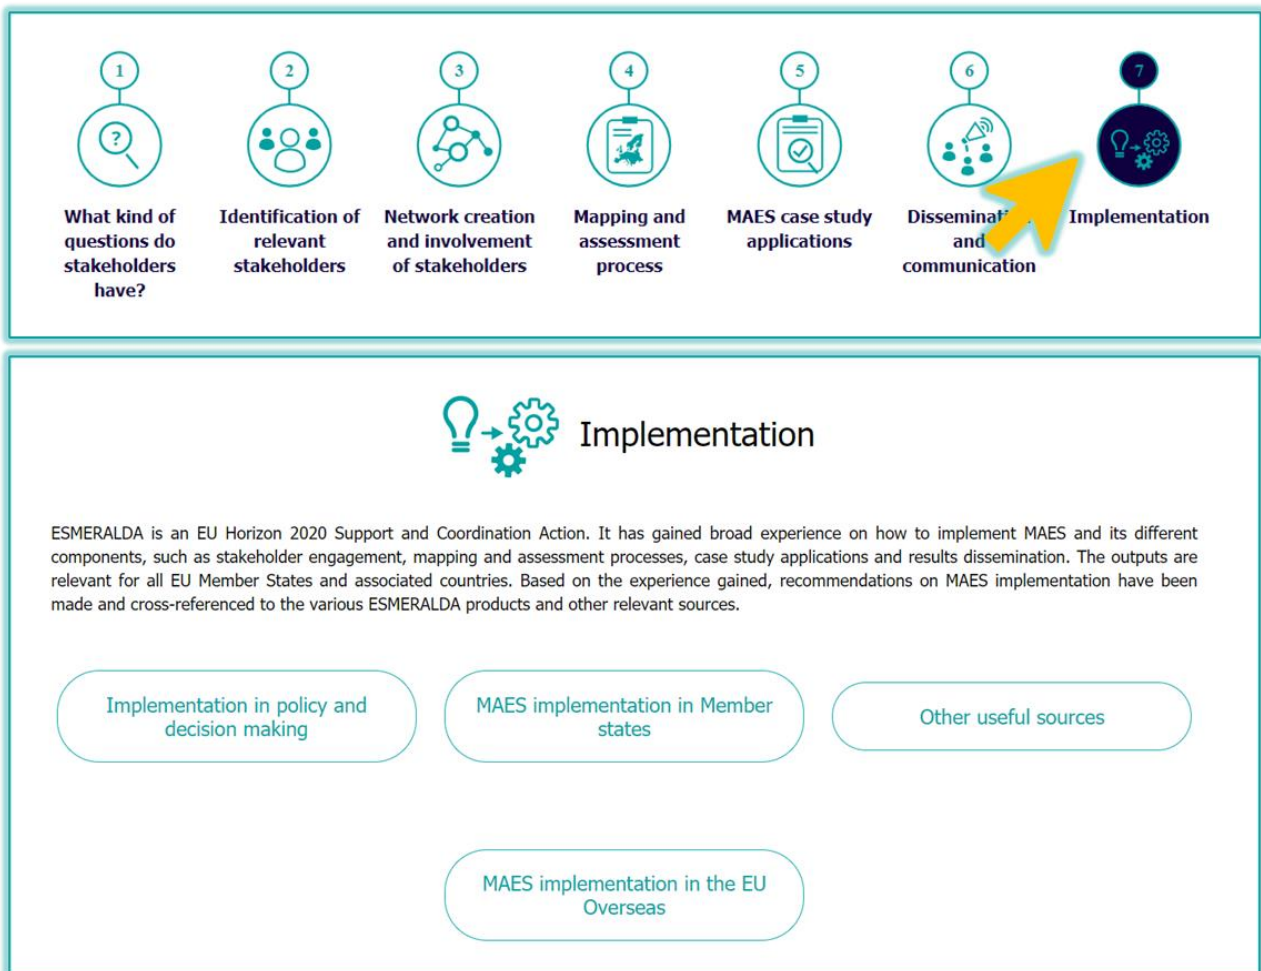 1
2
3
4
5
6
7
What kind of
questions do
stakeholders
have?
Identification of
relevant
stakeholders
Network creation
and involvement
of stakeholders
Mapping and
assessment
process
MAES case study
applications
and
communication
Implementation
Implementation
ESMERALDA is an EU Horizon 2020 Support and Coordination Action. It has gained broad experience on how to implement MAES and its different
components, such as stakeholder engagement, mapping and assessment processes, case study applications and results dissemination. The outputs are
relevant for all EU Member States and associated countries. Based on the experience gained, recommendations on MAES implementation have been
made and cross-referenced to the various ESMERALDA products and other relevant sources.
Implementation in policy and
decision making
MAES implementation in Member
states
Other useful sources
MAES implementation in the EU
Overseas